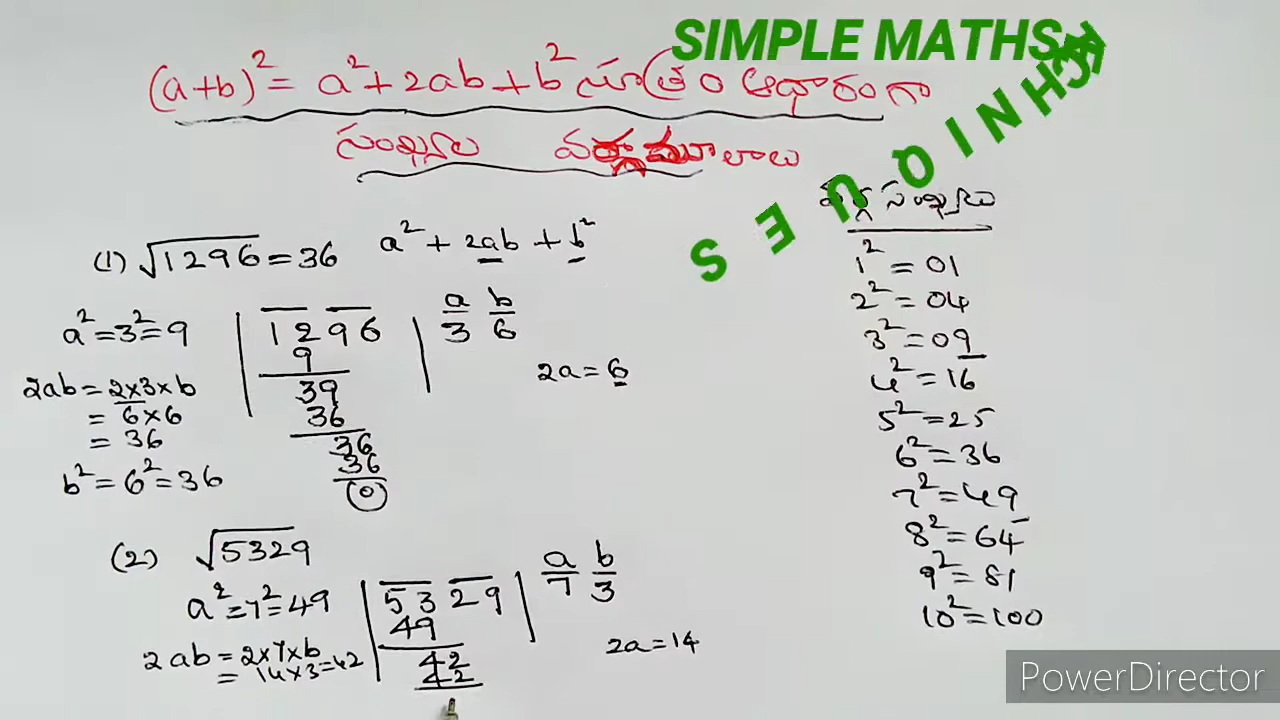 SIMPLE MATHS
TECHNIQUES
(a+b)² = a² + 2ab + b² సూత్రం ఆధారంగా
సంఖ్యల వర్గమూలాలు
వర్గ సంఖ్యలు
1² = 01
2² = 04
3² = 09
4² = 16
5² = 25
6² = 36
7² = 49
8² = 64
9² = 81
10² = 100
(1) √1296 = 36 a² + 2ab + b²
a² = 3² = 9
1296
a b
3 6
9
2a = 6
2ab = 2×3×b
39
= 6×6
36
= 36
36
36
b² = 6² = 36
0
(2) √5329
a b
7 3
a² = 7² = 49
5329
49
2a = 14
2ab = 2×7×b
= 14×3=42
42
42
PowerDirector